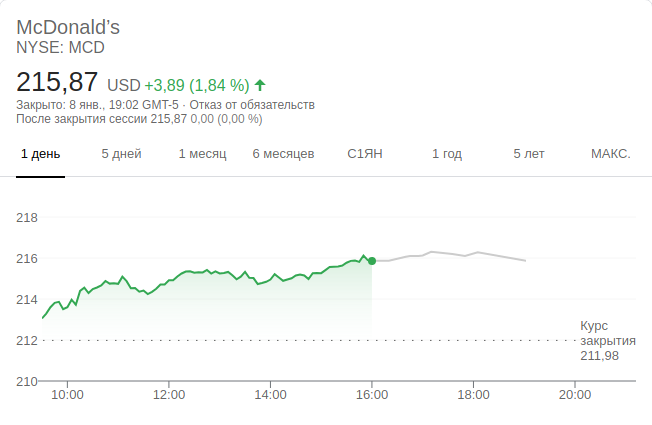 McDonald’s
NYSE: MCD
215,87 USD +3,89 (1,84 %)
Закрыто: 8 янв., 19:02 GMT-5 · Отказ от обязательств
После закрытия сессии 215,87 0,00 (0,00 %)
1 день 5 дней 1 месяц 6 месяцев С1ЯН 1 год 5 лет МАКС.
218
216
214
212
210
Курс
закрытия
211,98
10:00 12:00 14:00 16:00 18:00 20:00